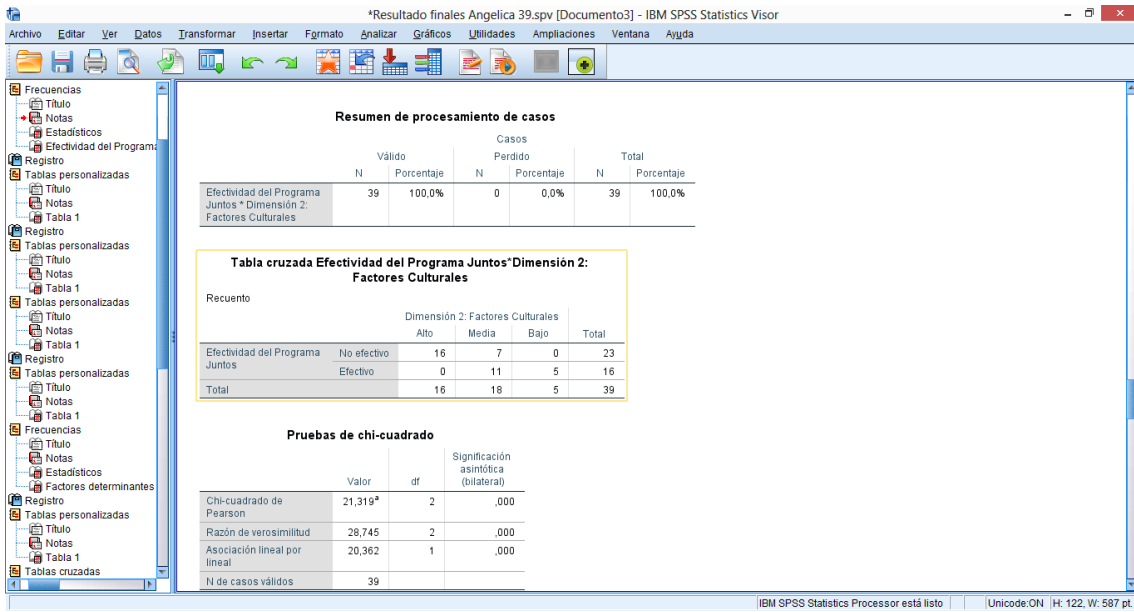 *Resultado finales Angelica 39.spv [Documento3] - IBM SPSS Statistics Visor
Archivo Editar Ver Datos Transformar Insertar Formato Analizar Gráficos Utilidades Ampliaciones Ventana Ayuda
Frecuencias
Título
Notas
Estadísticos
Efectividad del Programa
Registro
Tablas personalizadas
Título
Notas
Tabla 1
Registro
Tablas personalizadas
Título
Notas
Tabla 1
Tablas personalizadas
Título
Notas
Tabla 1
Registro
Tablas personalizadas
Título
Notas
Tabla 1
Frecuencias
Título
Notas
Estadísticos
Factores determinantes
Registro
Tablas personalizadas
Título
Notas
Tabla 1
Tablas cruzadas
Resumen de procesamiento de casos
Casos
Válido Perdido Total
N Porcentaje N Porcentaje N Porcentaje
Efectividad del Programa 39 100,0% 0 0,0% 39 100,0%
Juntos * Dimensión 2:
Factores Culturales
Tabla cruzada Efectividad del Programa Juntos*Dimensión 2:
Factores Culturales
Recuento
Dimensión 2: Factores Culturales
Alto Media Bajo Total
Efectividad del Programa No efectivo 16 7 0 23
Juntos Efectivo 0 11 5 16
Total 16 18 5 39
Pruebas de chi-cuadrado
Significación
asintótica
Valor df (bilateral)
Chi-cuadrado de 21,319ª 2 ,000
Pearson
Razón de verosimilitud 28,745 2 ,000
Asociación lineal por 20,362 1 ,000
lineal
N de casos válidos 39
IBM SPSS Statistics Processor está listo Unicode:ON H: 122, W: 587 pt.